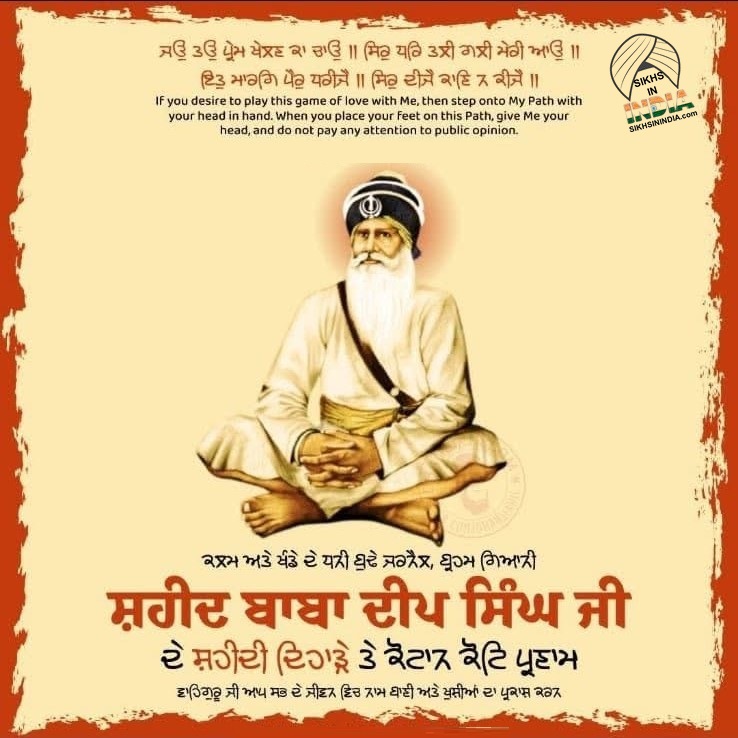 ਜਉ ਤਉ ਪ੍ਰੇਮ ਖੇਲਣ ਕਾ ਚਾਉ ॥ ਸਿਰੁ ਧਰਿ ਤਲੀ ਗਲੀ ਮੇਰੀ ਆਉ ॥
ਇਤੁ ਮਾਰਗਿ ਪੈਰੁ ਧਰੀਜੈ ॥ ਸਿਰੁ ਦੀਜੈ ਕਾਣਿ ਨ ਕੀਜੈ ॥
If you desire to play this game of love with Me, then step onto My Path with
your head in hand. When you place your feet on this Path, give Me your
head, and do not pay any attention to public opinion.
SIKHS
IN
INDIA
SIKHSININDIA.com
ਕਲਮ ਅਤੇ ਖੰਡੇ ਦੇ ਧਨੀ ਬੁਢੇ ਜਰਨੈਲ, ਬ੍ਰਹਮ ਗਿਆਨੀ
ਸ਼ਹੀਦ ਬਾਬਾ ਦੀਪ ਸਿੰਘ ਜੀ
ਦੇ ਸ਼ਹੀਦੀ ਦਿਹਾੜੇ ਤੇ ਕੋਟਾਨ ਕੋਟਿ ਪ੍ਰਣਾਮ
ਵਾਹਿਗੁਰੂ ਜੀ ਆਪ ਸਭ ਦੇ ਜੀਵਨ ਵਿਚ ਨਾਮ ਬਾਣੀ ਅਤੇ ਖੁਸ਼ੀਆਂ ਦਾ ਪ੍ਰਕਾਸ਼ ਕਰਨ